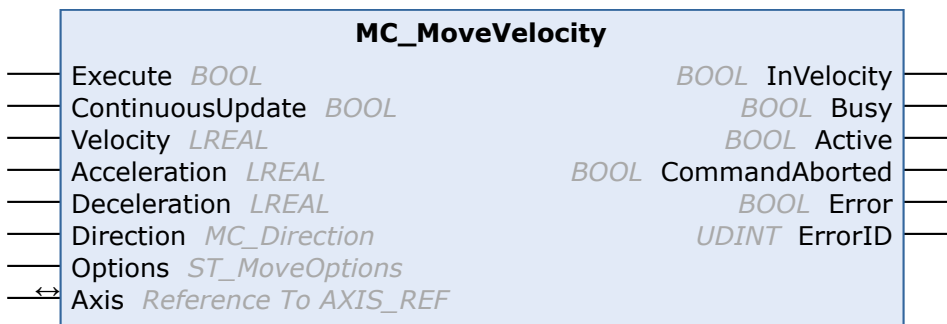 MC_MoveVelocity
Execute BOOL BOOL InVelocity
ContinuousUpdate BOOL BOOL Busy
Velocity LREAL BOOL Active
Acceleration LREAL BOOL CommandAborted
Deceleration LREAL BOOL Error
Direction MC_Direction UDINT ErrorID
Options ST_MoveOptions
↔ Axis Reference To AXIS_REF